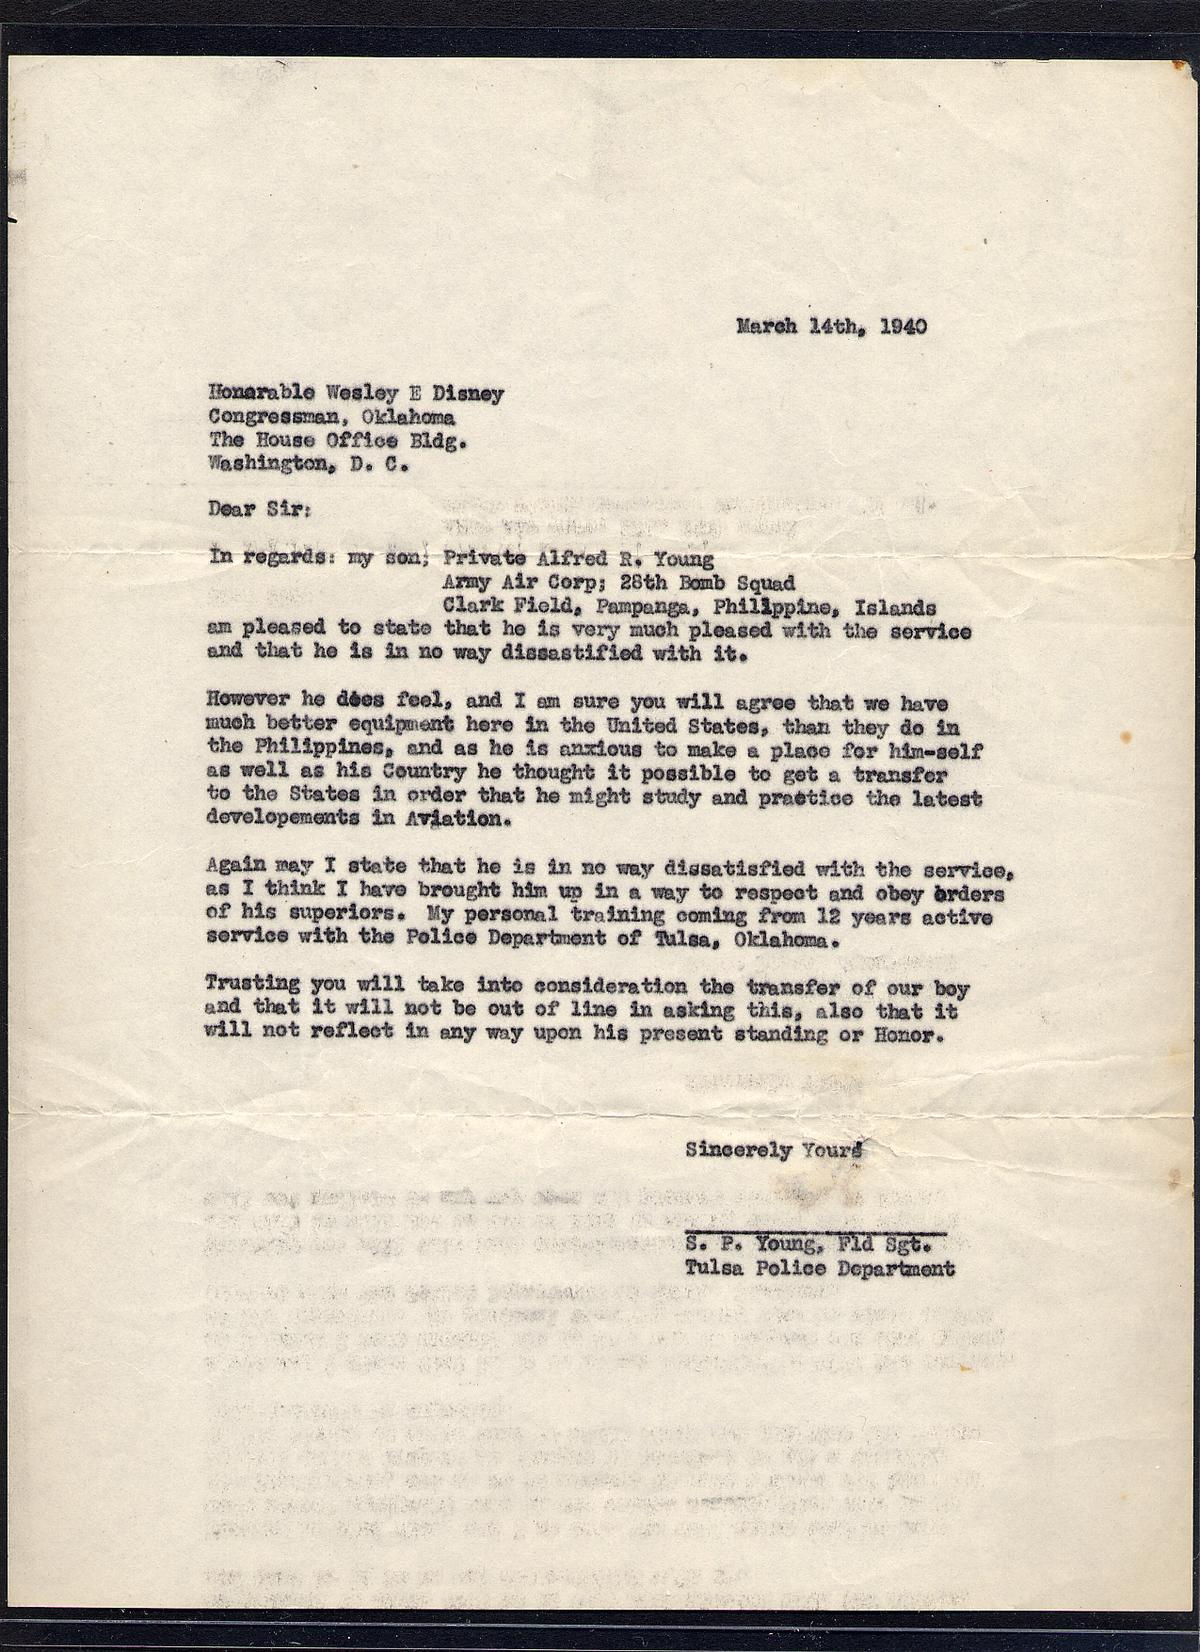 March 14th, 1940
Honorable Wesley E Disney
Congressman, Oklahoma
The House Office Bldg.
Washington, D. C.
Dear Sir:
In regards: my son; Private Alfred R. Young
Army Air Corp; 28th Bomb Squad
Clark Field, Pampanga, Philippine, Islands
am pleased to state that he is very much pleased with the service
and that he is in no way dissastified with it.
However he does feel, and I am sure you will agree that we have
much better equipment here in the United States, than they do in
the Philippines, and as he is anxious to make a place for him-self
as well as his Country he thought it possible to get a transfer
to the States in order that he might study and practice the latest
developements in Aviation.
Again may I state that he is in no way dissatisfied with the service,
as I think I have brought him up in a way to respect and obey orders
of his superiors. My personal training coming from 12 years active
service with the Police Department of Tulsa, Oklahoma.
Trusting you will take into consideration the transfer of our boy
and that it will not be out of line in asking this, also that it
will not reflect in any way upon his present standing or Honor.
Sincerely Yours
S. P. Young, Fld Sgt.
Tulsa Police Department